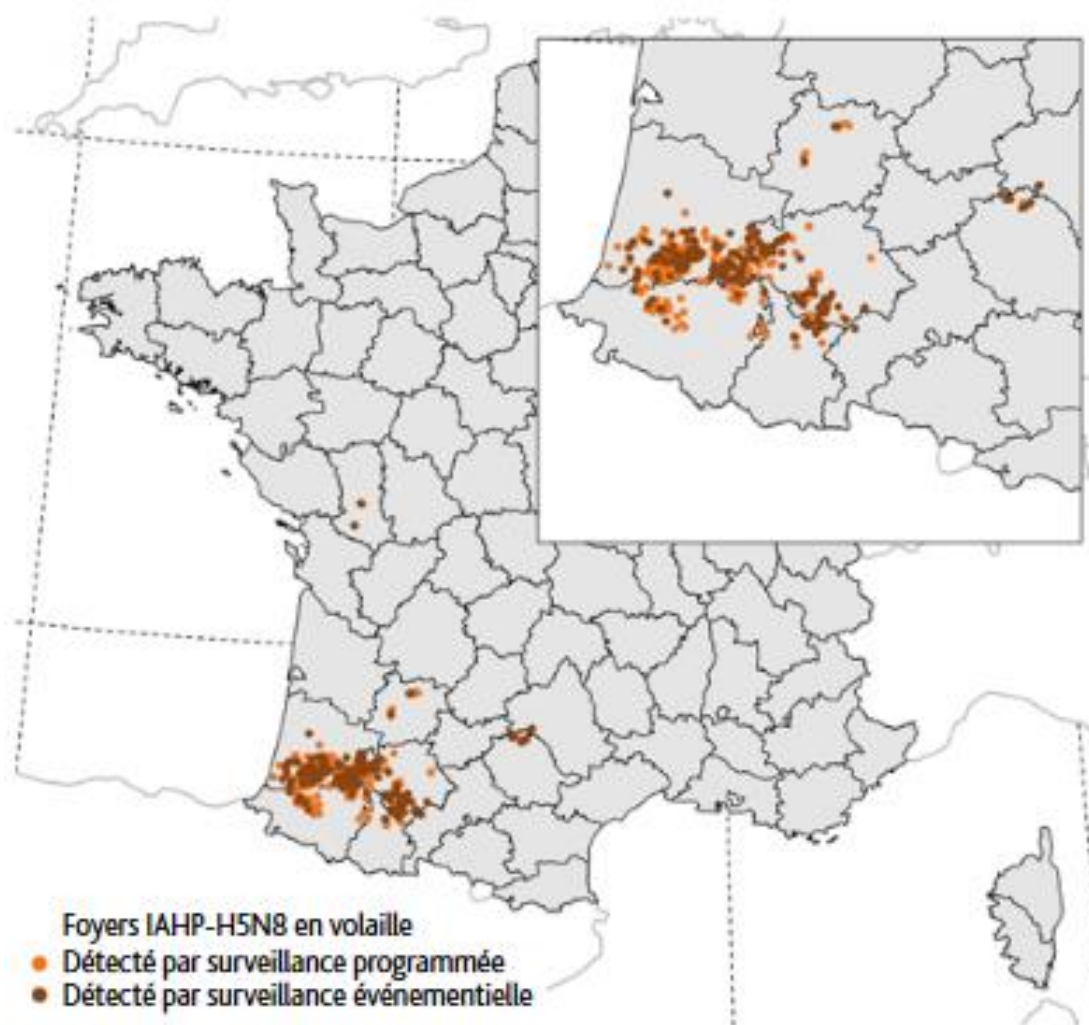 Foyers IAHP-H5N8 en volaille
Détecté par surveillance programmée
Détecté par surveillance événementielle